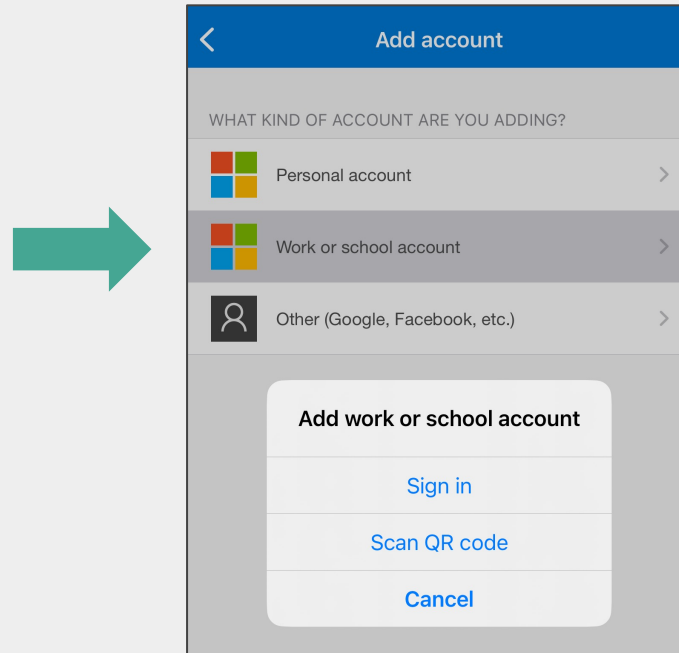 Add account
WHAT KIND OF ACCOUNT ARE YOU ADDING?
Personal account
Work or school account
Other (Google, Facebook, etc.)
Add work or school account
Sign in
Scan QR code
Cancel